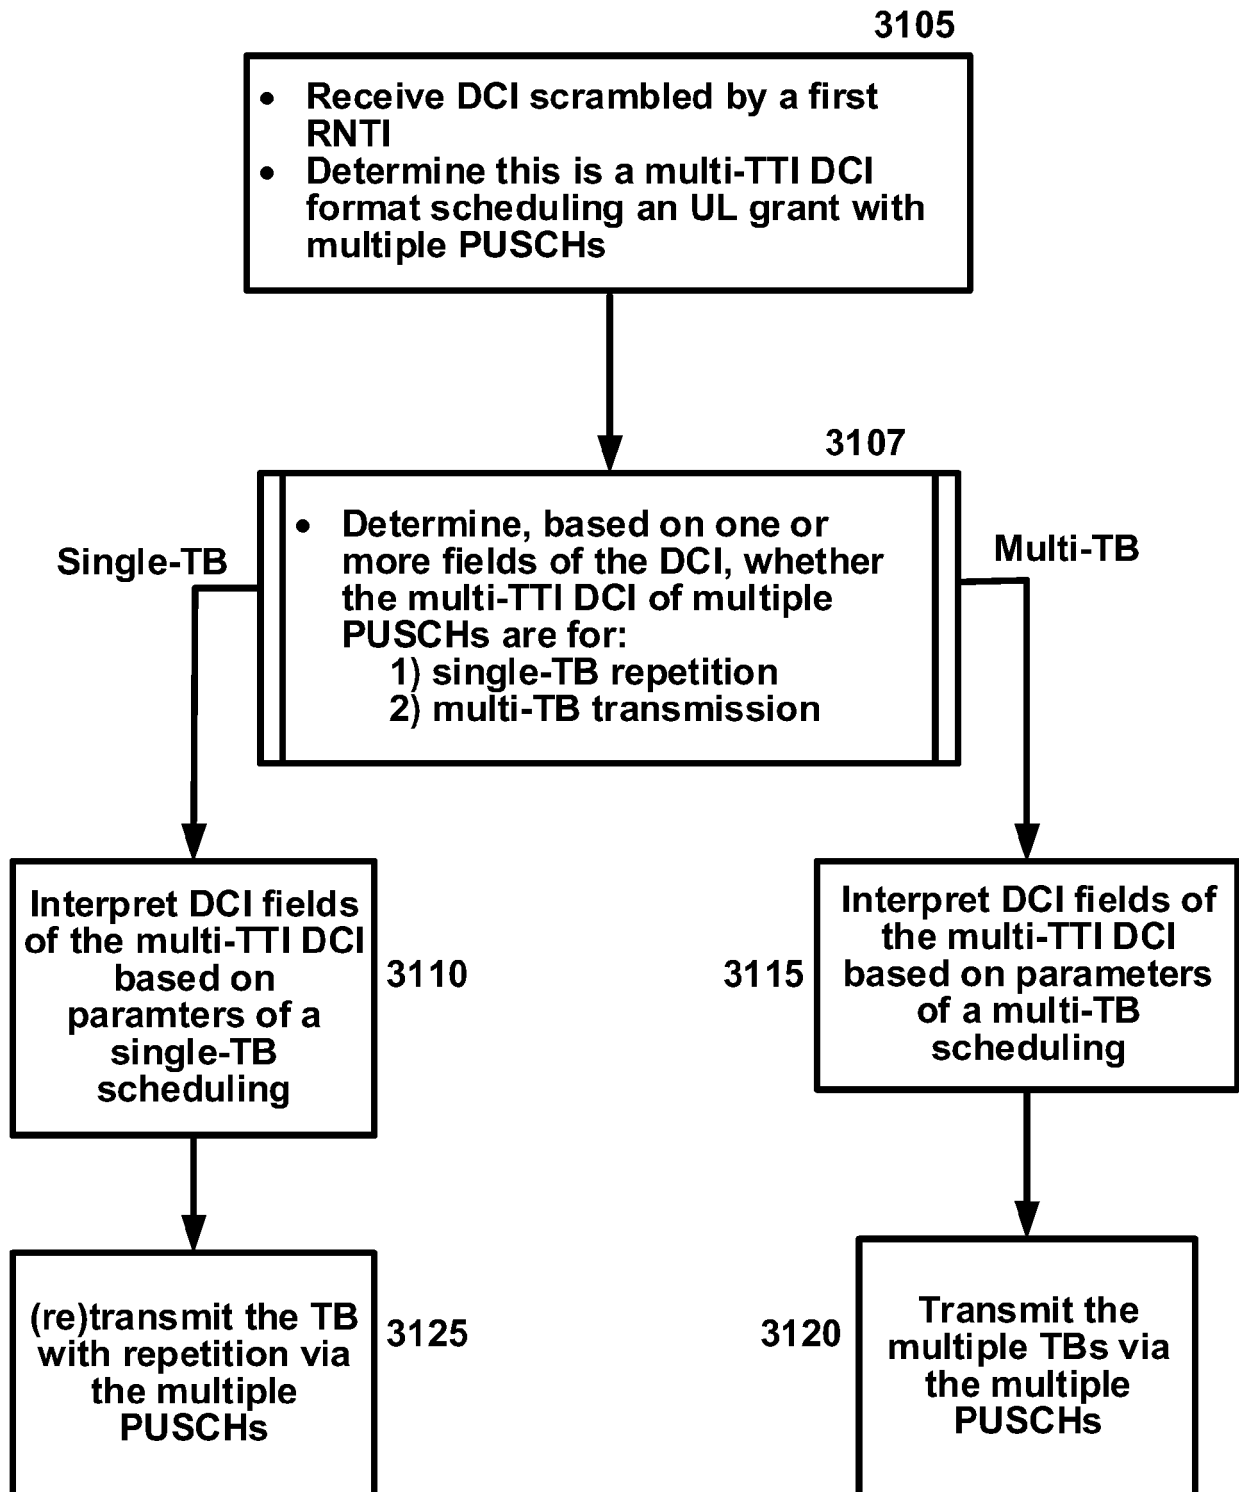 3105
• Receive DCI scrambled by a first
RNTI
• Determine this is a multi-TTI DCI
format scheduling an UL grant with
multiple PUSCHs
3107
• Determine, based on one or
more fields of the DCI, whether
the multi-TTI DCI of multiple
PUSCHs are for:
1) single-TB repetition
2) multi-TB transmission
Single-TB
Multi-TB
Interpret DCI fields
of the multi-TTI DCI
based on
paramters of a
single-TB
scheduling
3110
3115
Interpret DCI fields of
the multi-TTI DCI
based on parameters
of a multi-TB
scheduling
(re)transmit the TB
with repetition via
the multiple
PUSCHs
3125
3120
Transmit the
multiple TBs via
the multiple
PUSCHs